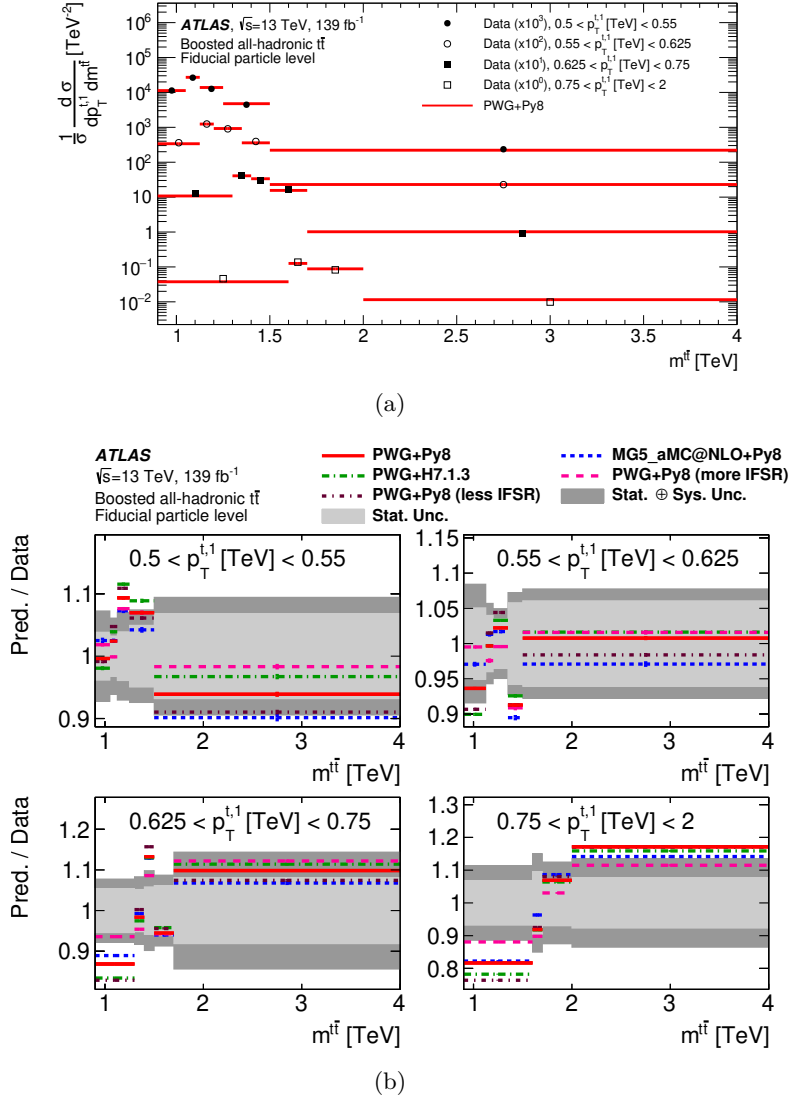 ATLAS, √s=13 TeV, 139 fb⁻¹
Boosted all-hadronic tt̄
Fiducial particle level
Data (x10³), 0.5 < p_T^{t,1} [TeV] < 0.55
Data (x10²), 0.55 < p_T^{t,1} [TeV] < 0.625
Data (x10¹), 0.625 < p_T^{t,1} [TeV] < 0.75
Data (x10⁰), 0.75 < p_T^{t,1} [TeV] < 2
PWG+Py8
1/σ d σ / dp_T^{t,1} dm^{tt̄} [TeV⁻²]
10⁶
10⁵
10⁴
10³
10²
10
1
10⁻¹
10⁻²
1 1.5 2 2.5 3 3.5 4
m^{tt̄} [TeV]
(a)
ATLAS
√s=13 TeV, 139 fb⁻¹
Boosted all-hadronic tt̄
Fiducial particle level
PWG+Py8
MG5_aMC@NLO+Py8
PWG+H7.1.3
PWG+Py8 (more IFSR)
PWG+Py8 (less IFSR)
Stat. ⊕ Sys. Unc.
Stat. Unc.
0.5 < p_T^{t,1} [TeV] < 0.55
Pred. / Data
1.1
1
0.9
1 2 3 4
m^{tt̄} [TeV]
0.55 < p_T^{t,1} [TeV] < 0.625
1.15
1.1
1.05
1
0.95
0.9
1 2 3 4
m^{tt̄} [TeV]
0.625 < p_T^{t,1} [TeV] < 0.75
Pred. / Data
1.2
1.1
1
0.9
1 2 3 4
m^{tt̄} [TeV]
0.75 < p_T^{t,1} [TeV] < 2
1.3
1.2
1.1
1
0.9
0.8
1 2 3 4
m^{tt̄} [TeV]
(b)